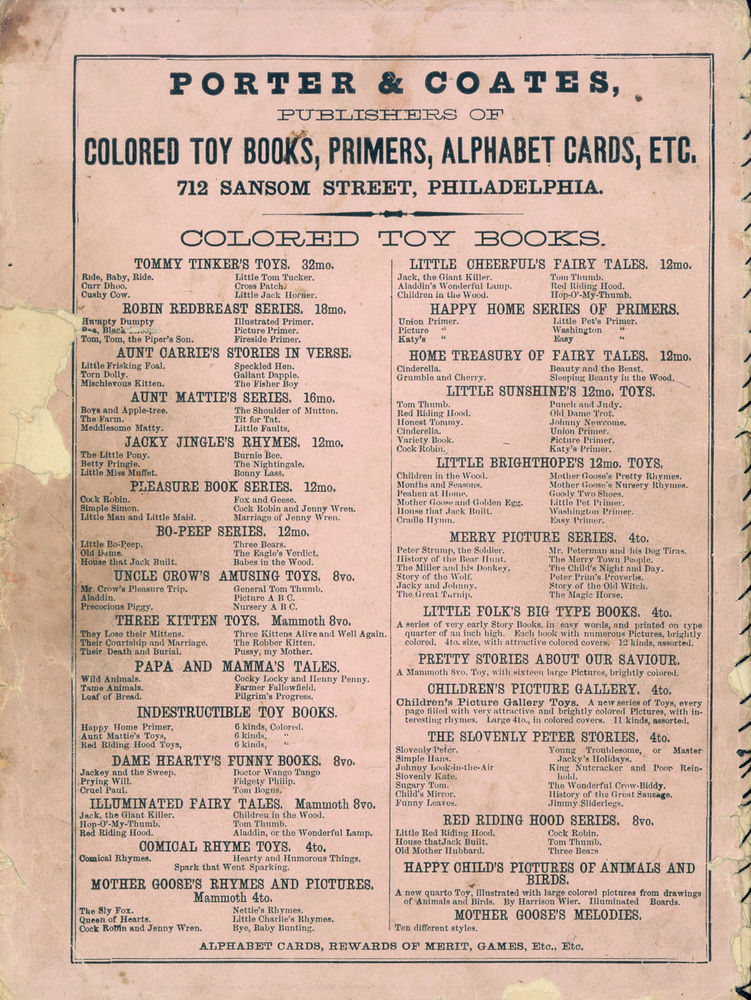 PORTER & COATES,
PUBLISHERS OF
COLORED TOY BOOKS, PRIMERS, ALPHABET CARDS, ETC.
712 SANSOM STREET, PHILADELPHIA.
COLORED TOY BOOKS.
TOMMY TINKER'S TOYS. 32mo.
Ride, Baby, Ride. Little Tom Tucker.
Curr Dhoo. Cross Patch.
Cushy Cow. Little Jack Horner.
ROBIN REDBREAST SERIES. 18mo.
Humpty Dumpty Illustrated Primer.
Baa, Black Picture Primer.
Tom, Tom, the Piper's Son. Fireside Primer.
AUNT CARRIE'S STORIES IN VERSE.
Little Frisking Foal. Speckled Hen.
Torn Dolly. Gallant Dapple.
Mischievous Kitten. The Fisher Boy
AUNT MATTIE'S SERIES. 16mo.
Boys and Apple-tree. The Shoulder of Mutton.
The Farm. Tit for Tat.
Meddlesome Matty. Little Faults.
JACKY JINGLE'S RHYMES. 12mo.
The Little Pony. Burnie Bee.
Betty Pringle. The Nightingale.
Little Miss Muffet. Bonny Lass.
PLEASURE BOOK SERIES. 12mo.
Cock Robin. Fox and Geese.
Simple Simon. Cock Robin and Jenny Wren.
Little Man and Little Maid. Marriage of Jenny Wren.
BO-PEEP SERIES. 12mo.
Little Bo-Peep. Three Bears.
Old Dame. The Eagle's Verdict.
House that Jack Built. Babes in the Wood.
UNCLE CROW'S AMUSING TOYS. 8vo.
Mr. Crow's Pleasure Trip. General Tom Thumb.
Aladdin. Picture A B C.
Precocious Piggy. Nursery A B C.
THREE KITTEN TOYS. Mammoth 8vo.
They Lose their Mittens. Three Kittens Alive and Well Again.
Their Courtship and Marriage. The Robber Kitten.
Their Death and Burial. Pussy, my Mother.
PAPA AND MAMMA'S TALES.
Wild Animals. Cocky Locky and Henny Penny.
Tame Animals. Farmer Fallowfield.
Loaf of Bread. Pilgrim's Progress.
INDESTRUCTIBLE TOY BOOKS.
Happy Home Primer, 6 kinds, Colored.
Aunt Mattie's Toys, 6 kinds, "
Red Riding Hood Toys, 6 kinds, "
DAME HEARTY'S FUNNY BOOKS. 8vo.
Jackey and the Sweep. Doctor Wango Tango
Prying Will. Fidgety Philip.
Cruel Paul. Tom Bogus.
ILLUMINATED FAIRY TALES. Mammoth 8vo.
Jack, the Giant Killer. Children in the Wood.
Hop-O'-My-Thumb. Tom Thumb.
Red Riding Hood. Aladdin, or the Wonderful Lamp.
COMICAL RHYME TOYS. 4to.
Comical Rhymes. Hearty and Humorous Things.
Spark that Went Sparking.
MOTHER GOOSE'S RHYMES AND PICTURES.
Mammoth 4to.
The Sly Fox. Nettie's Rhymes.
Queen of Hearts. Little Charlie's Rhymes.
Cock Robin and Jenny Wren. Bye, Baby Bunting.
LITTLE CHEERFUL'S FAIRY TALES. 12mo.
Jack, the Giant Killer. Tom Thumb.
Aladdin's Wonderful Lamp. Red Riding Hood.
Children in the Wood. Hop-O'-My-Thumb.
HAPPY HOME SERIES OF PRIMERS.
Union Primer. Little Pet's Primer.
Picture " Washington "
Katy's " Easy "
HOME TREASURY OF FAIRY TALES. 12mo.
Cinderella. Beauty and the Beast.
Grumble and Cherry. Sleeping Beauty in the Wood.
LITTLE SUNSHINE'S 12mo. TOYS.
Tom Thumb. Punch and Judy.
Red Riding Hood. Old Dame Trot.
Honest Tommy. Johnny Newcome.
Cinderella. Union Primer.
Variety Book. Picture Primer.
Cock Robin. Katy's Primer.
LITTLE BRIGHTHOPE'S 12mo. TOYS.
Children in the Wood. Mother Goose's Pretty Rhymes.
Months and Seasons. Mother Goose's Nursery Rhymes.
Peahen at Home. Goody Two Shoes.
Mother Goose and Golden Egg. Little Pet Primer.
House that Jack Built. Washington Primer.
Cradle Hymn. Easy Primer.
MERRY PICTURE SERIES. 4to.
Peter Strump, the Soldier. Mr. Peterman and his Dog Tiras.
History of the Bear Hunt. The Merry Town People.
The Miller and his Donkey. The Child's Night and Day.
Story of the Wolf. Peter Prim's Proverbs.
Jacky and Johnny. Story of the Old Witch.
The Great Turnip. The Magic Horse.
LITTLE FOLK'S BIG TYPE BOOKS. 4to.
A series of very early Story Books, in easy words, and printed on type
quarter of an inch high. Each book with numerous Pictures, brightly
colored. 4to. size, with attractive colored covers. 12 kinds, assorted.
PRETTY STORIES ABOUT OUR SAVIOUR.
A Mammoth 8vo. Toy, with sixteen large Pictures, brightly colored.
CHILDREN'S PICTURE GALLERY. 4to.
Children's Picture Gallery Toys. A new series of Toys, every
page filled with very attractive and brightly colored Pictures, with in-
teresting rhymes. Large 4to., in colored covers. 11 kinds, assorted.
THE SLOVENLY PETER STORIES. 4to.
Slovenly Peter. Young Troublesome, or Master
Simple Hans. Jacky's Holidays.
Johnny Look-in-the-Air King Nutcracker and Poor Rein-
Slovenly Kate. hold.
Sugary Tom. The Wonderful Crow-Biddy.
Child's Mirror. History of the Great Sausage.
Funny Leaves. Jimmy Sliderlegs.
RED RIDING HOOD SERIES. 8vo.
Little Red Riding Hood. Cock Robin.
House thatJack Built. Tom Thumb.
Old Mother Hubbard. Three Bears
HAPPY CHILD'S PICTURES OF ANIMALS AND
BIRDS.
A new quarto Toy, illustrated with large colored pictures from drawings
of Animals and Birds. By Harrison Wier. Illuminated Boards.
MOTHER GOOSE'S MELODIES.
Ten different styles.
ALPHABET CARDS, REWARDS OF MERIT, GAMES, Etc., Etc.